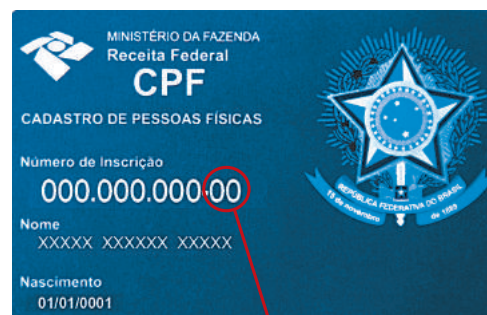 MINISTÉRIO DA FAZENDA
Receita Federal
CPF
CADASTRO DE PESSOAS FÍSICAS
Número de Inscrição
000.000.000-00
Nome
XXXXX XXXXXX XXXXX
Nascimento
01/01/0001
REPÚBLICA FEDERATIVA DO BRASIL
15 de novembro de 1889